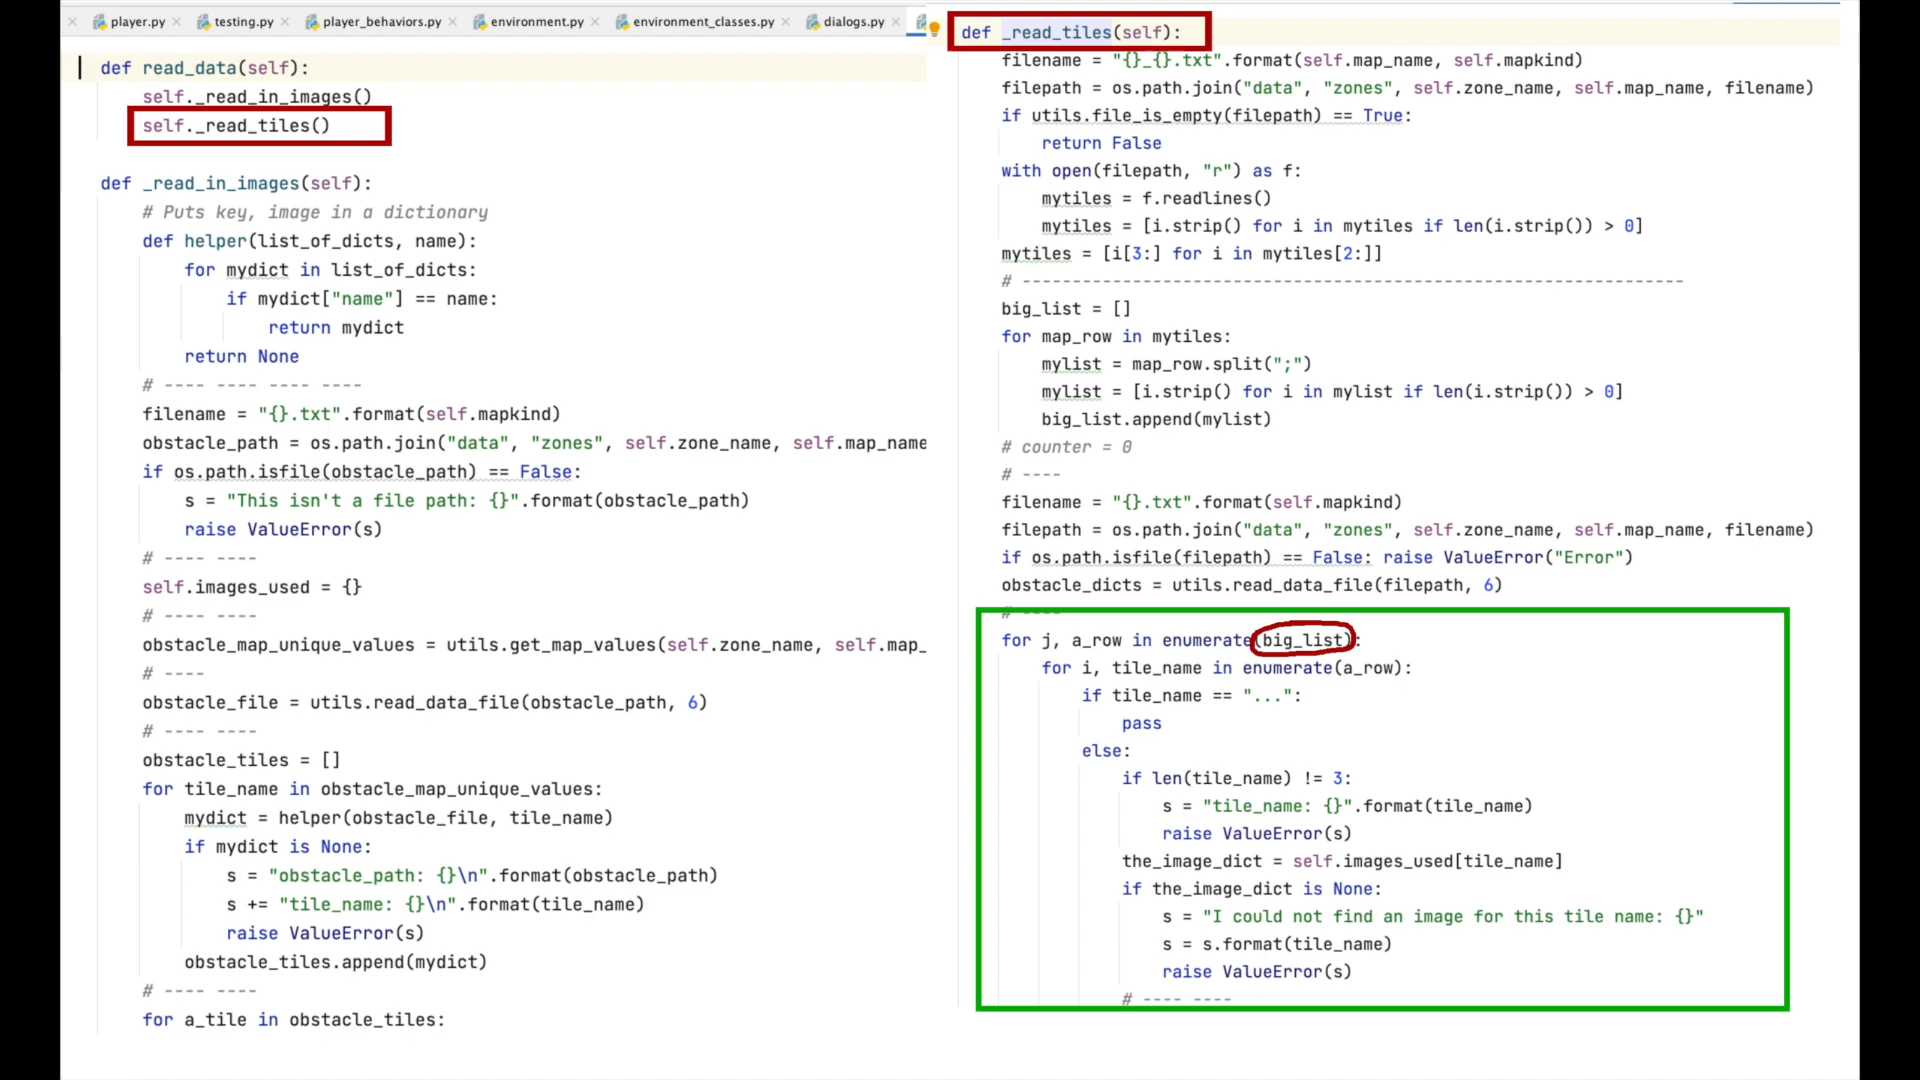 player.py
testing.py
player_behaviors.py
environment.py
environment_classes.py
dialogs.py
def read_data(self):
self._read_in_images()
self._read_tiles()
def _read_in_images(self):
# Puts key, image in a dictionary
def helper(list_of_dicts, name):
for mydict in list_of_dicts:
if mydict["name"] == name:
return mydict
return None
# ---- ---- ---- ----
filename = "{}.txt".format(self.mapkind)
obstacle_path = os.path.join("data", "zones", self.zone_name, self.map_name
if os.path.isfile(obstacle_path) == False:
s = "This isn't a file path: {}".format(obstacle_path)
raise ValueError(s)
# ---- ----
self.images_used = {}
# ---- ----
obstacle_map_unique_values = utils.get_map_values(self.zone_name, self.map_
# ----
obstacle_file = utils.read_data_file(obstacle_path, 6)
# ---- ----
obstacle_tiles = []
for tile_name in obstacle_map_unique_values:
mydict = helper(obstacle_file, tile_name)
if mydict is None:
s = "obstacle_path: {}\n".format(obstacle_path)
s += "tile_name: {}\n".format(tile_name)
raise ValueError(s)
obstacle_tiles.append(mydict)
# ---- ----
for a_tile in obstacle_tiles:
def _read_tiles(self):
filename = "{}_{}.txt".format(self.map_name, self.mapkind)
filepath = os.path.join("data", "zones", self.zone_name, self.map_name, filename)
if utils.file_is_empty(filepath) == True:
return False
with open(filepath, "r") as f:
mytiles = f.readlines()
mytiles = [i.strip() for i in mytiles if len(i.strip()) > 0]
mytiles = [i[3:] for i in mytiles[2:]]
# ------------------------------------------------------------------
big_list = []
for map_row in mytiles:
mylist = map_row.split(";")
mylist = [i.strip() for i in mylist if len(i.strip()) > 0]
big_list.append(mylist)
# counter = 0
# ----
filename = "{}.txt".format(self.mapkind)
filepath = os.path.join("data", "zones", self.zone_name, self.map_name, filename)
if os.path.isfile(filepath) == False: raise ValueError("Error")
obstacle_dicts = utils.read_data_file(filepath, 6)
# ----
for j, a_row in enumerate(big_list):
for i, tile_name in enumerate(a_row):
if tile_name == "...":
pass
else:
if len(tile_name) != 3:
s = "tile_name: {}".format(tile_name)
raise ValueError(s)
the_image_dict = self.images_used[tile_name]
if the_image_dict is None:
s = "I could not find an image for this tile name: {}"
s = s.format(tile_name)
raise ValueError(s)
# ---- ----